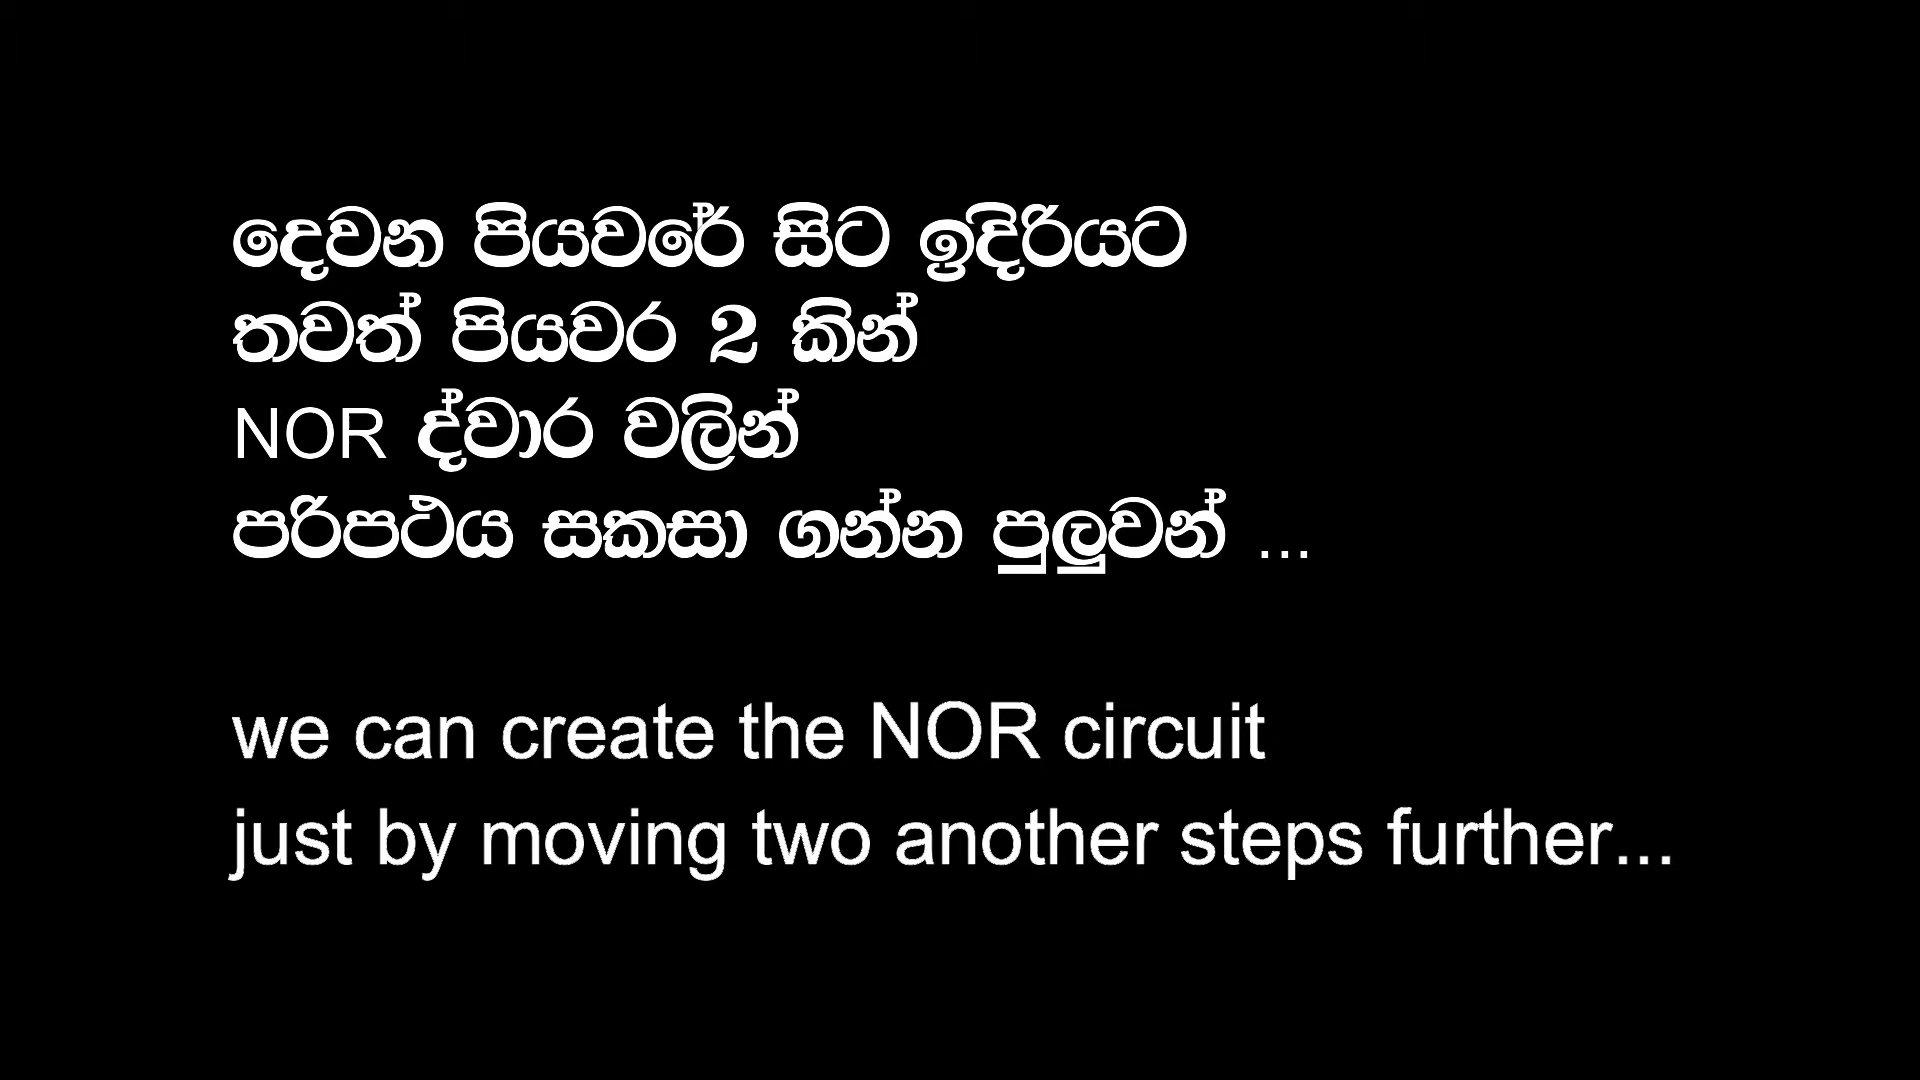 දෙවන පියවරේ සිට ඉදිරියට
තවත් පියවර 2 කින්
NOR ද්වාර වලින්
පරිපථය සකසා ගන්න පුලුවන් ...
we can create the NOR circuit
just by moving two another steps further...